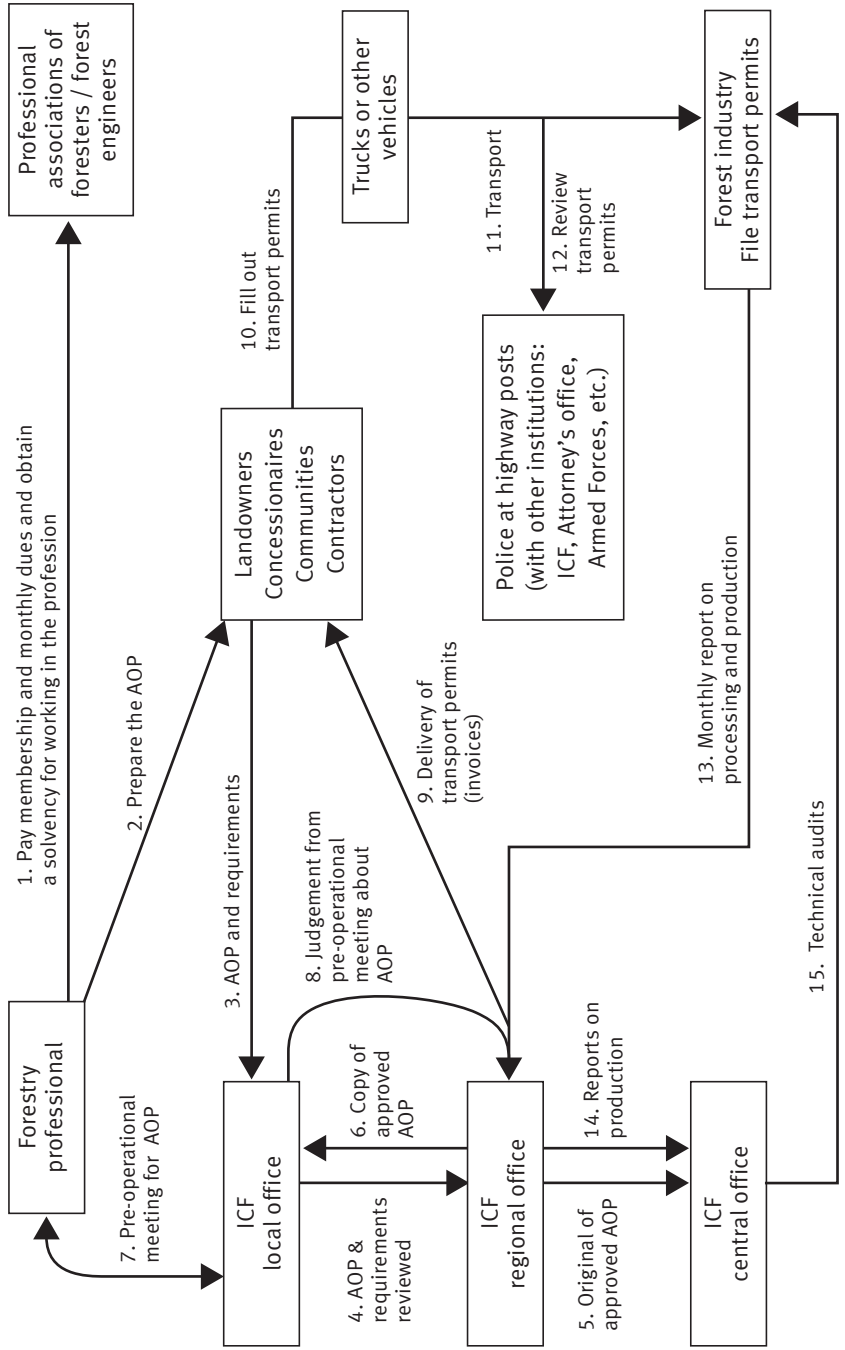 Forestry
professional
Professional
associations of
foresters / forest
engineers
1. Pay membership and monthly dues and obtain
a solvency for working in the profession
7. Pre-operational
meeting for AOP
2. Prepare the AOP
ICF
local office
3. AOP and requirements
Landowners
Concessionaires
Communities
Contractors
10. Fill out
transport permits
Trucks or other
vehicles
4. AOP &
requirements
reviewed
6. Copy of
approved
AOP
8. Judgement from
pre-operational
meeting about
AOP
9. Delivery of
transport permits
(invoices)
11. Transport
12. Review
transport
permits
Police at highway posts
(with other institutions:
ICF, Attorney’s office,
Armed Forces, etc.)
ICF
regional office
5. Original of
approved AOP
14. Reports on
production
13. Monthly report on
processing and production
Forest industry
File transport permits
ICF
central office
15. Technical audits